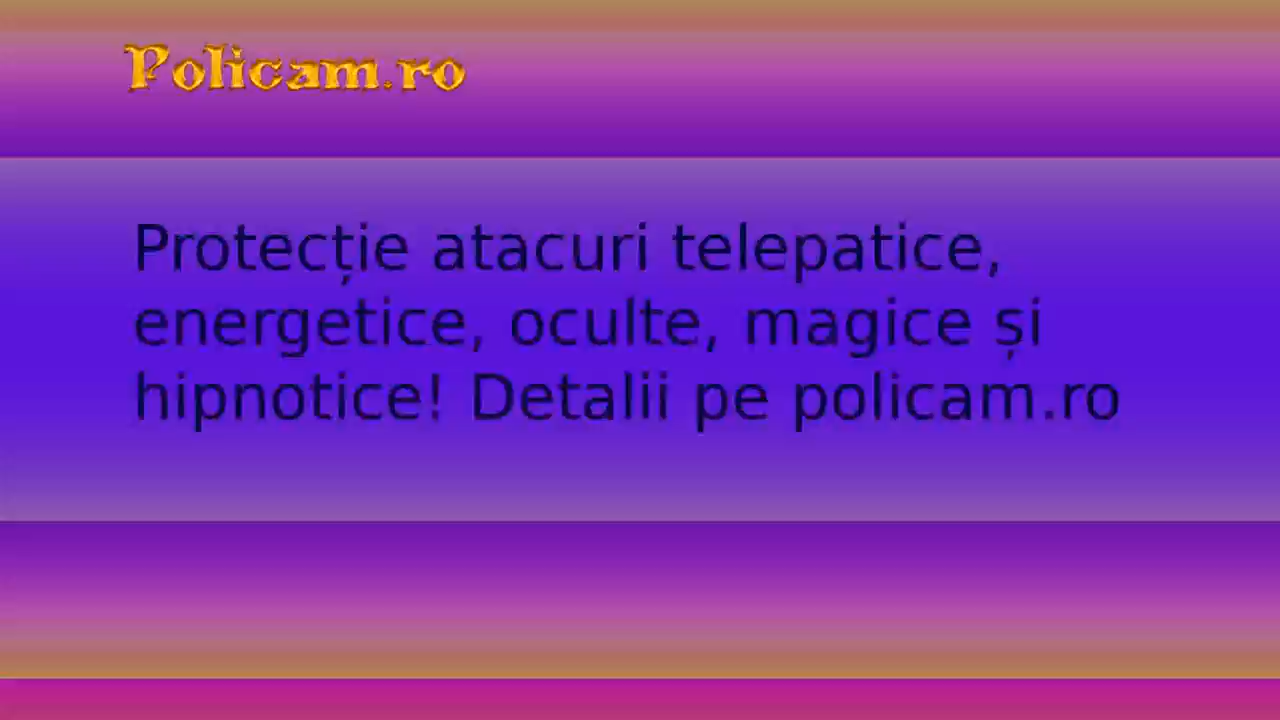 Policam.ro
Protecție atacuri telepatice,
energetice, oculte, magice și
hipnotice! Detalii pe policam.ro